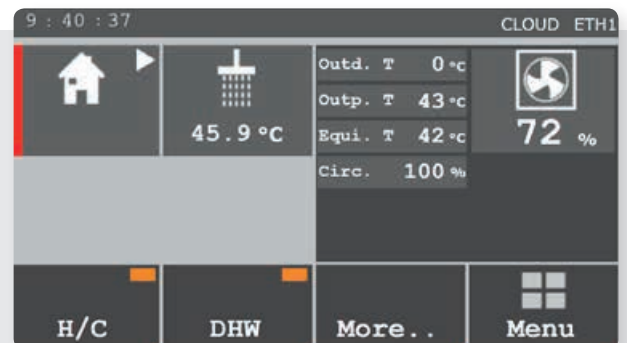 9 : 40 : 37 CLOUD ETH1
45.9 °C
Outd. T 0 °C
Outp. T 43 °C
Equi. T 42 °C
Circ. 100 %
72 %
H/C DHW More.. Menu